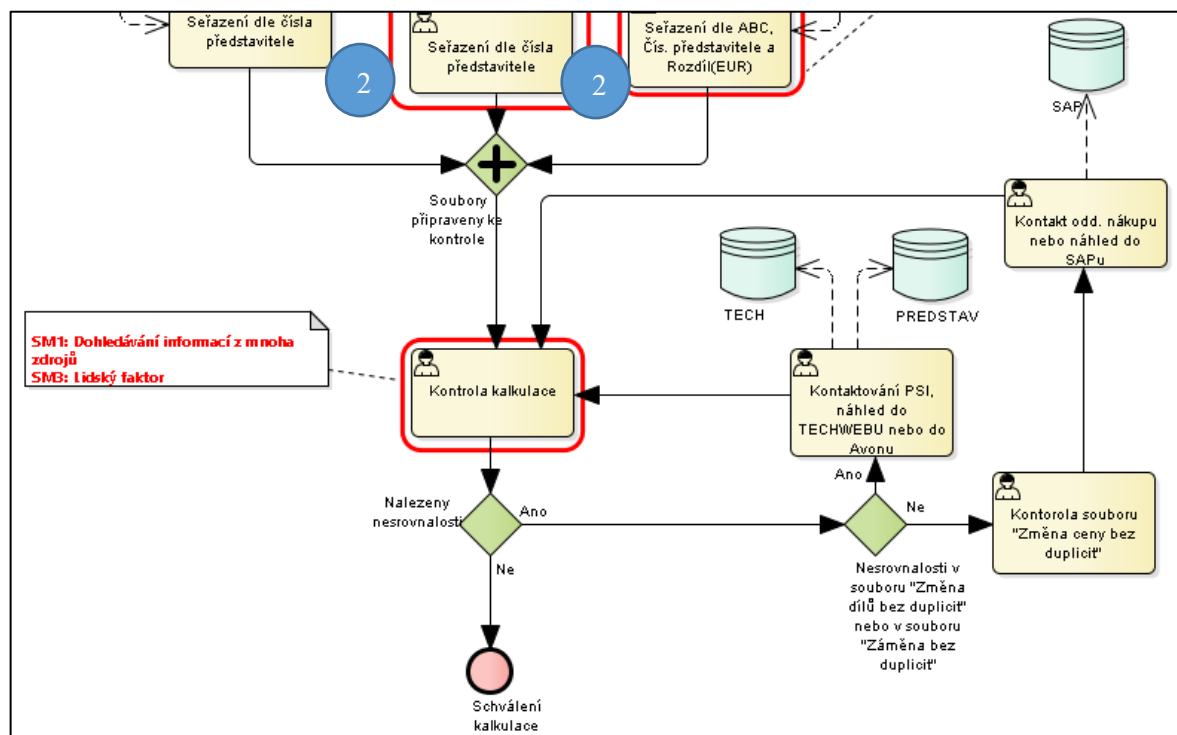 Seřazení dle čísla
představitele
2
Seřazení dle čísla
představitele
2
Seřazení dle ABC,
Čís. představitele a
Rozdíl(EUR)
SAP
Soubory
připraveny ke
kontrole
Kontakt odd. nákupu
nebo náhled do
SAPu
TECH
PREDSTAV
SM1: Dohledávání informací z mnoha
zdrojů
SM3: Lidský faktor
Kontrola kalkulace
Kontaktování PSI,
náhled do
TECHWEBU nebo do
Avonu
Ano
Nalezeny
nesrovnalosti
Ano
Ne
Ne
Kontorola souboru
"Změna ceny bez
duplicit"
Nesrovnalosti v
souboru "Změna
dílů bez duplicit"
nebo v souboru
"Záměna bez
duplicit"
Schválení
kalkulace